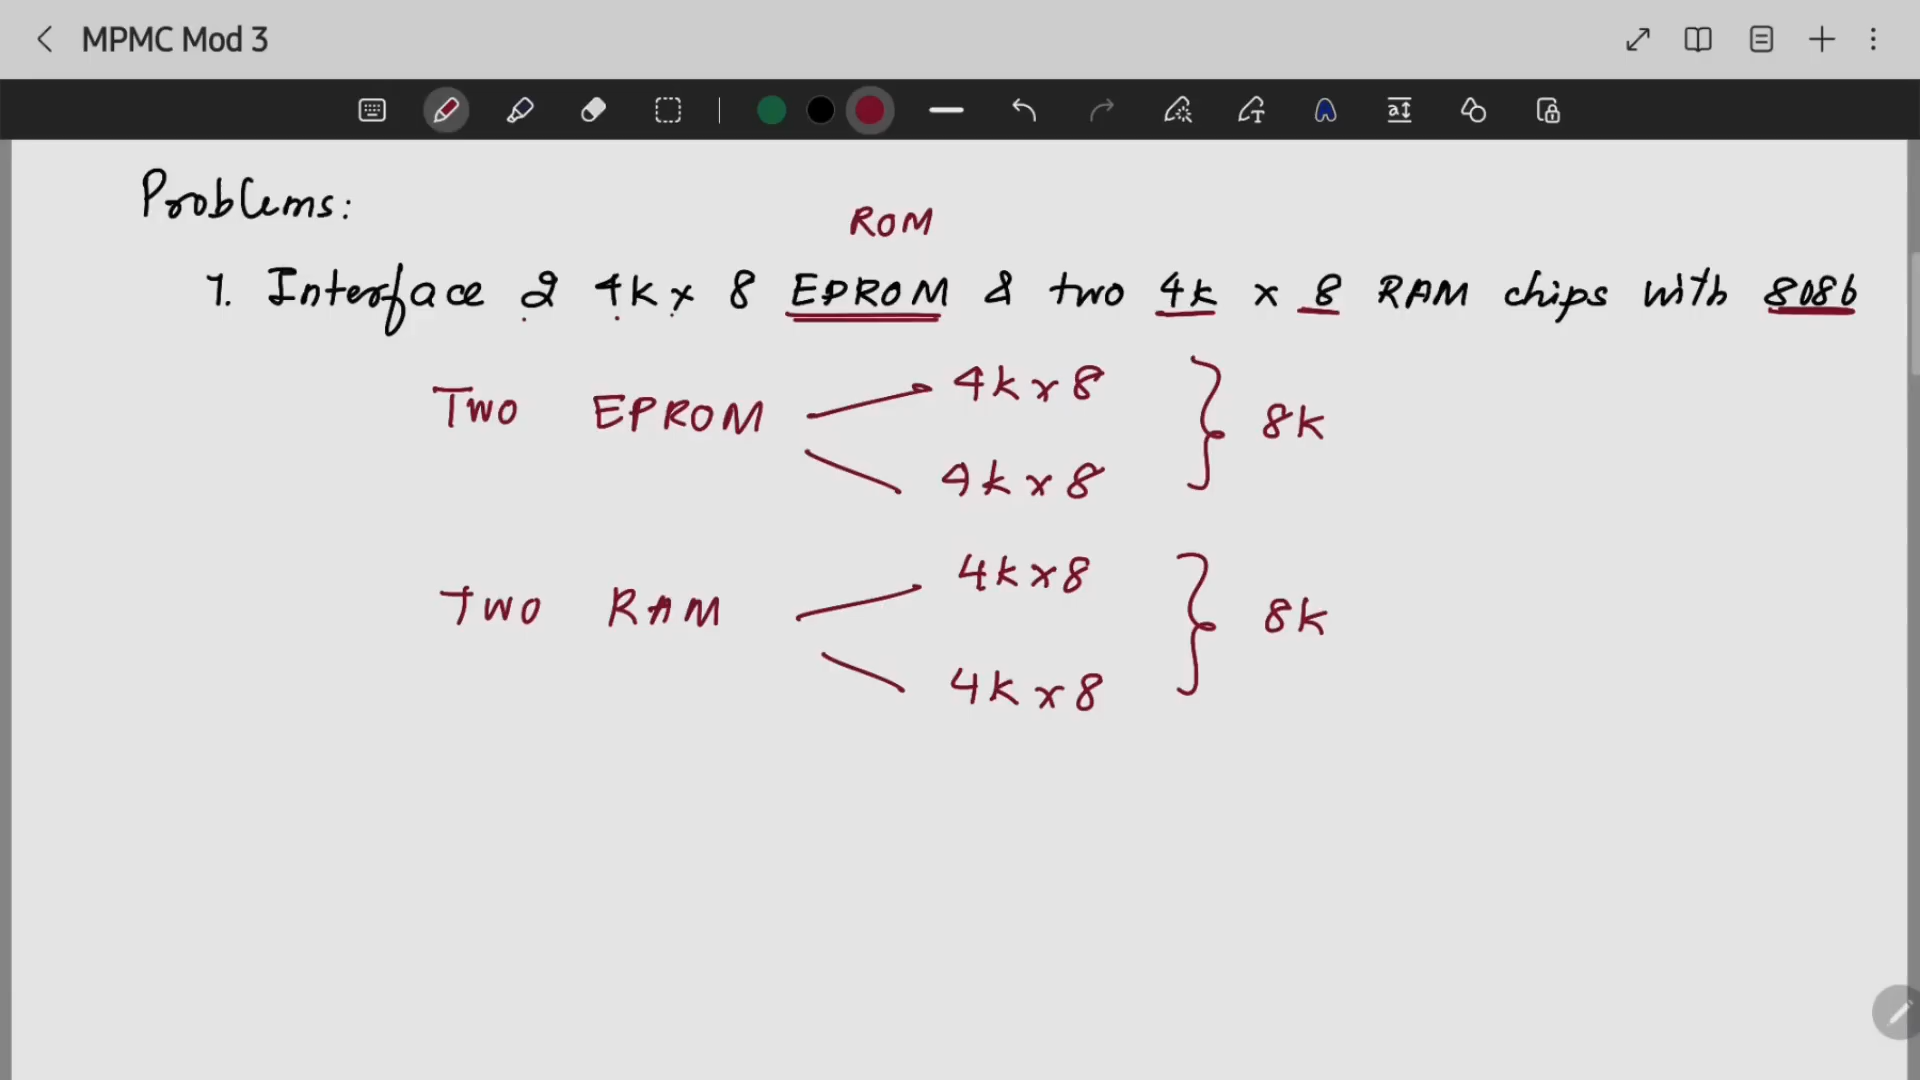 MPMC Mod 3
Problems:
ROM
1. Interface 2 4k x 8 EPROM & two 4k x 8 RAM chips with 8086
Two EPROM
4k x 8
4k x 8
8k
Two RAM
4k x 8
4k x 8
8k